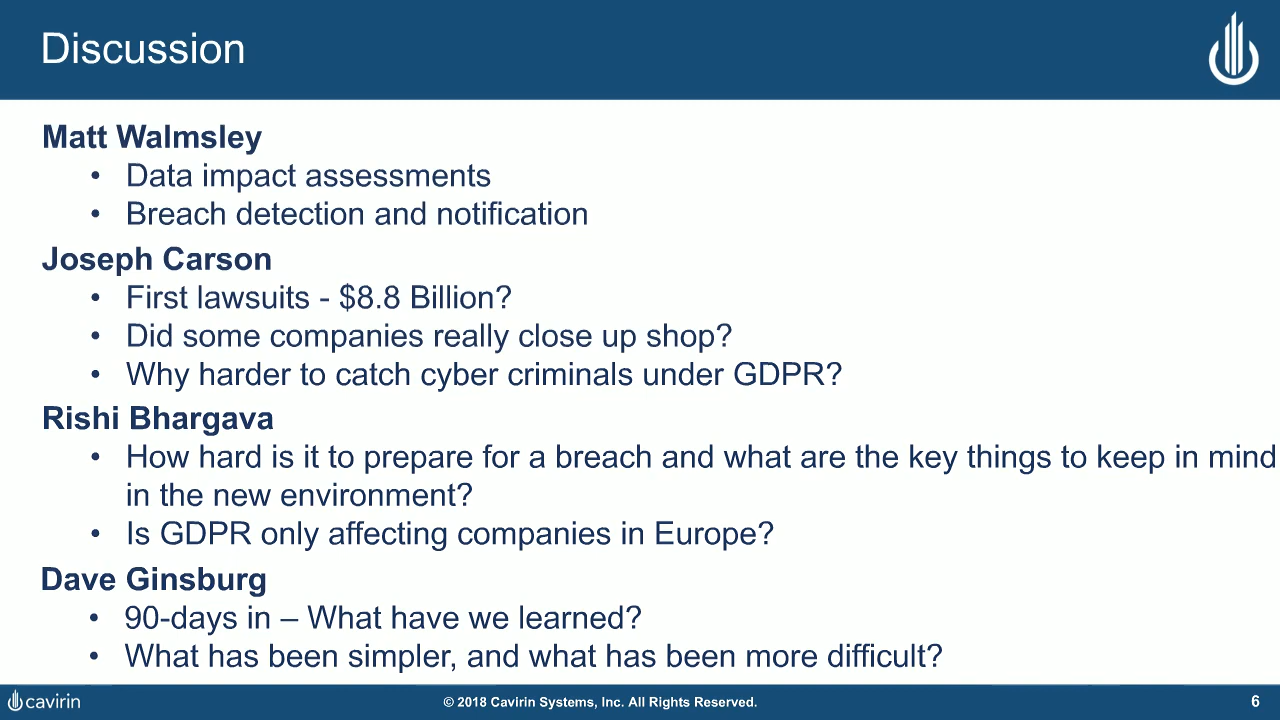 Discussion
Matt Walmsley
• Data impact assessments
• Breach detection and notification
Joseph Carson
• First lawsuits - $8.8 Billion?
• Did some companies really close up shop?
• Why harder to catch cyber criminals under GDPR?
Rishi Bhargava
• How hard is it to prepare for a breach and what are the key things to keep in mind
in the new environment?
• Is GDPR only affecting companies in Europe?
Dave Ginsburg
• 90-days in – What have we learned?
• What has been simpler, and what has been more difficult?
cavirin
© 2018 Cavirin Systems, Inc. All Rights Reserved.
6